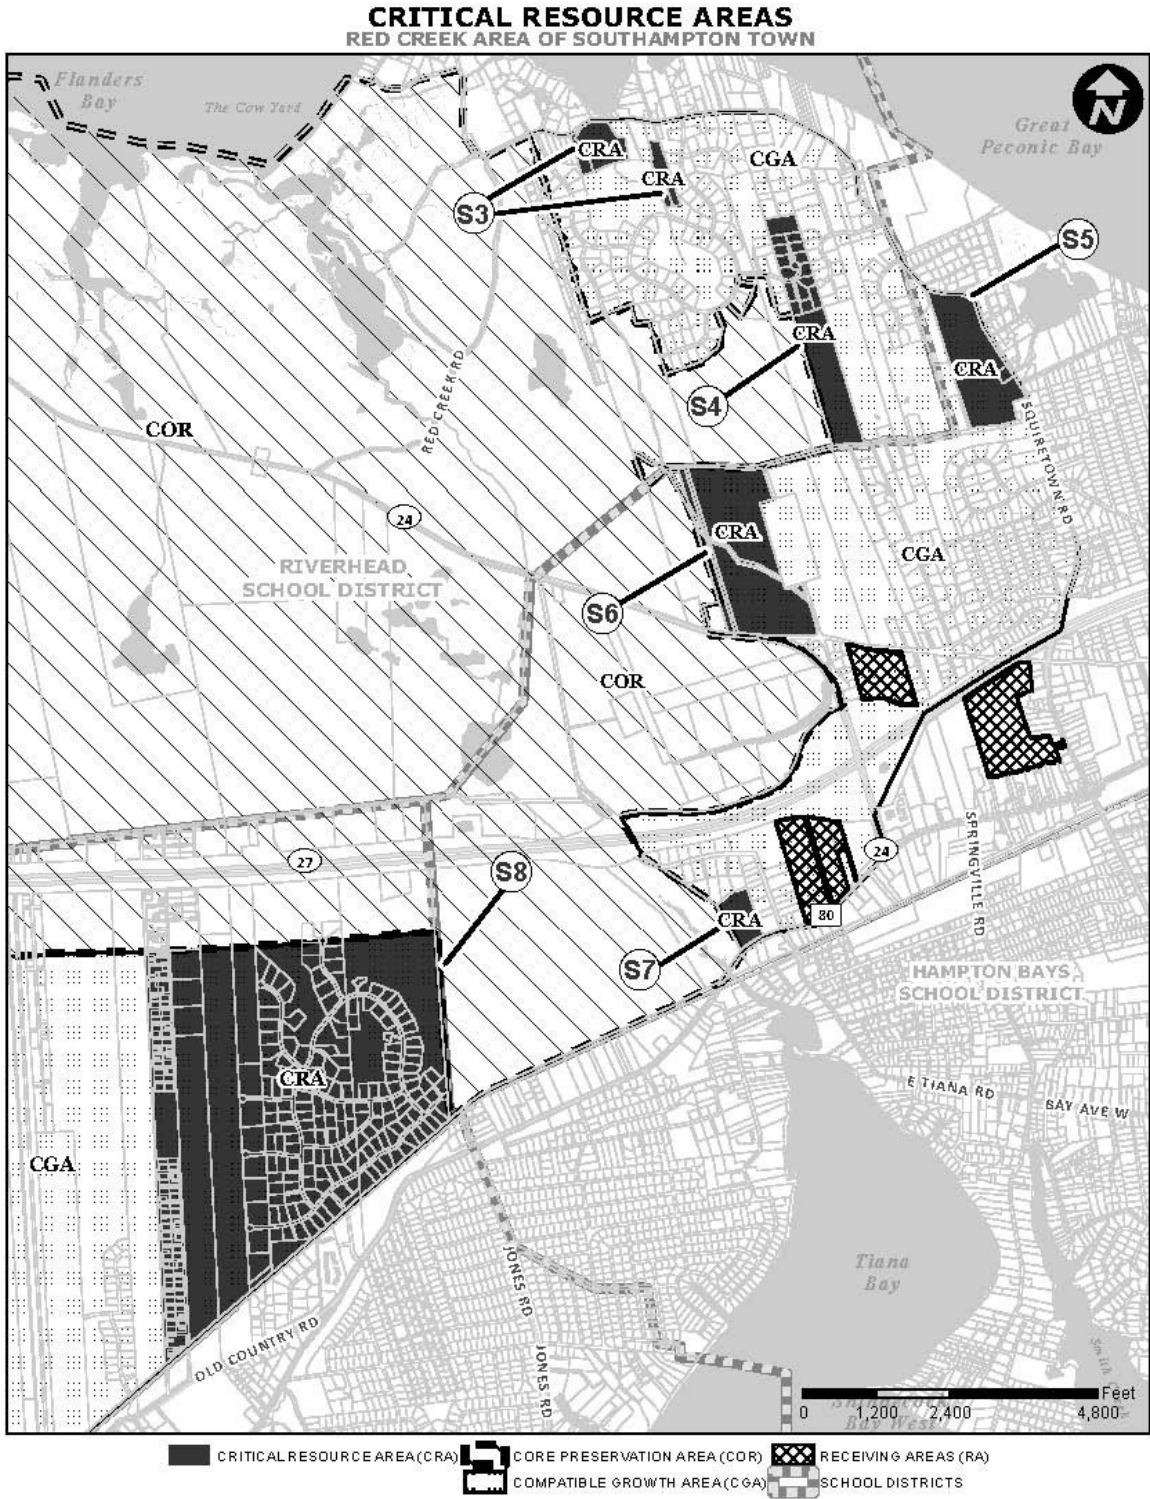 CRITICAL RESOURCE AREAS
RED CREEK AREA OF SOUTHAMPTON TOWN
Flanders
Bay
The Cow Yard
N
Great
Peconic Bay
CRA
CGA
CRA
S3
S5
CRA
CRA
S4
RED CREEK RD
SQUIRETOWN RD
COR
24
CRA
CGA
RIVERHEAD
SCHOOL DISTRICT
S6
COR
27
S8
24
SPRINGVILLE RD
80
CRA
S7
HAMPTON BAYS
SCHOOL DISTRICT
CRA
E TIANA RD
BAY AVE W
CGA
Tiana
Bay
JONES RD
OLD COUNTRY RD
JONES RD
Smith
Feet
0 1,200 2,400 4,800
Bay West
CRITICAL RESOURCE AREA (CRA) CORE PRESERVATION AREA (COR) RECEIVING AREAS (RA)
COMPATIBLE GROWTH AREA (CGA) SCHOOL DISTRICTS